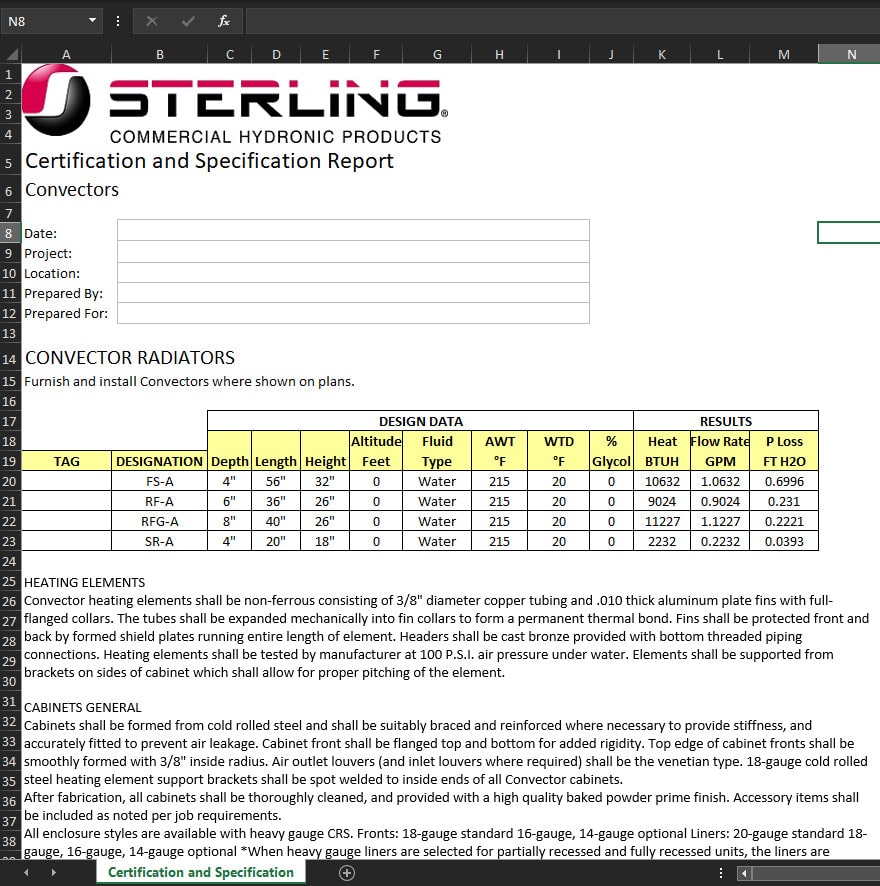 N8
fx
A B C D E F G H I J K L M N
1
2 STERLING®
3
4 COMMERCIAL HYDRONIC PRODUCTS
5 Certification and Specification Report
6 Convectors
7
8 Date:
9 Project:
10 Location:
11 Prepared By:
12 Prepared For:
13
14 CONVECTOR RADIATORS
15 Furnish and install Convectors where shown on plans.
16
17 DESIGN DATA RESULTS
18 Altitude Fluid AWT WTD % Heat Flow Rate P Loss
19 TAG DESIGNATION Depth Length Height Feet Type °F °F Glycol BTUH GPM FT H2O
20 FS-A 4" 56" 32" 0 Water 215 20 0 10632 1.0632 0.6996
21 RF-A 6" 36" 26" 0 Water 215 20 0 9024 0.9024 0.231
22 RFG-A 8" 40" 26" 0 Water 215 20 0 11227 1.1227 0.2221
23 SR-A 4" 20" 18" 0 Water 215 20 0 2232 0.2232 0.0393
24
25 HEATING ELEMENTS
26 Convector heating elements shall be non-ferrous consisting of 3/8" diameter copper tubing and .010 thick aluminum plate fins with full-
27 flanged collars. The tubes shall be expanded mechanically into fin collars to form a permanent thermal bond. Fins shall be protected front and
28 back by formed shield plates running entire length of element. Headers shall be cast bronze provided with bottom threaded piping
29 connections. Heating elements shall be tested by manufacturer at 100 P.S.I. air pressure under water. Elements shall be supported from
30 brackets on sides of cabinet which shall allow for proper pitching of the element.
31 CABINETS GENERAL
32 Cabinets shall be formed from cold rolled steel and shall be suitably braced and reinforced where necessary to provide stiffness, and
33 accurately fitted to prevent air leakage. Cabinet front shall be flanged top and bottom for added rigidity. Top edge of cabinet fronts shall be
34 smoothly formed with 3/8" inside radius. Air outlet louvers (and inlet louvers where required) shall be the venetian type. 18-gauge cold rolled
35 steel heating element support brackets shall be spot welded to inside ends of all Convector cabinets.
36 After fabrication, all cabinets shall be thoroughly cleaned, and provided with a high quality baked powder prime finish. Accessory items shall
37 be included as noted per job requirements.
38 All enclosure styles are available with heavy gauge CRS. Fronts: 18-gauge standard 16-gauge, 14-gauge optional Liners: 20-gauge standard 18-
gauge, 16-gauge, 14-gauge optional *When heavy gauge liners are selected for partially recessed and fully recessed units, the liners are
Certification and Specification